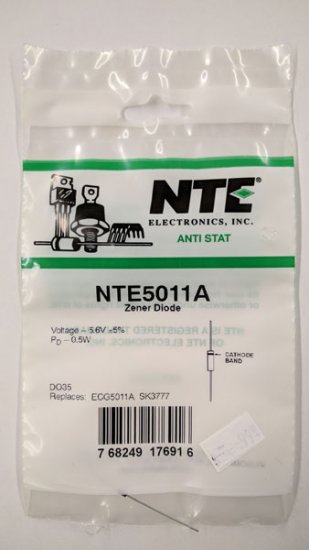 NTE®
ELECTRONICS, INC.
ANTI STAT
NTE5011A
Zener Diode
Voltage - 5.6V ±5%
PD - 0.5W
CATHODE
BAND
DO35
Replaces: ECG5011A, SK3777
7 68249 17691 6